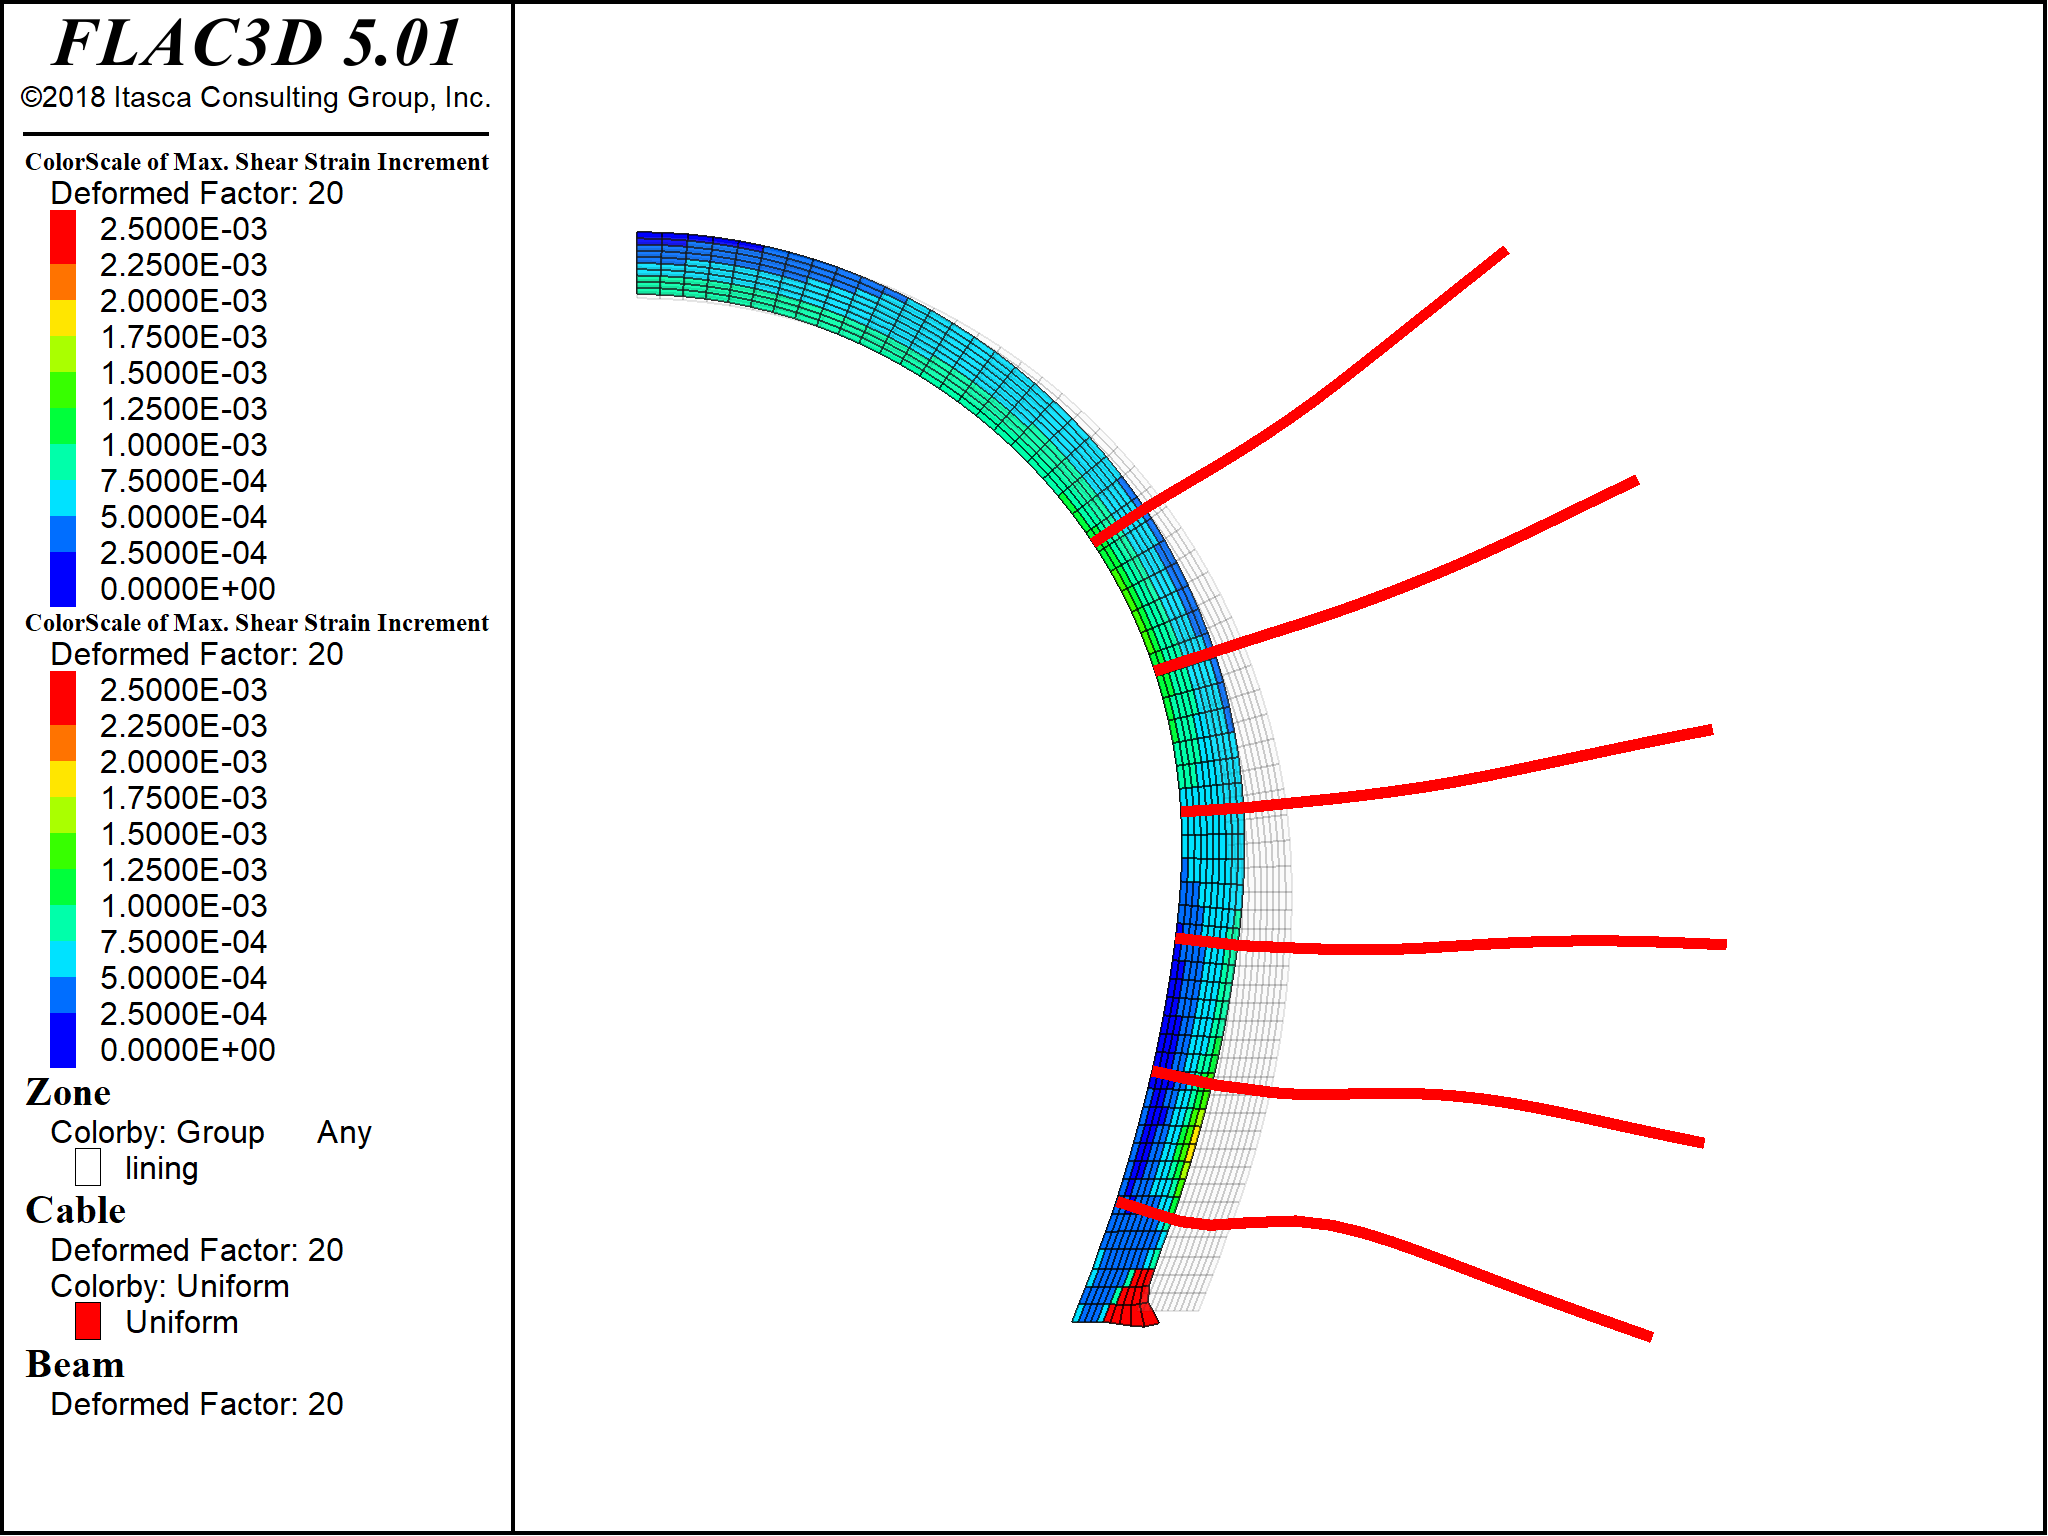 FLAC3D 5.01
©2018 Itasca Consulting Group, Inc.
ColorScale of Max. Shear Strain Increment
Deformed Factor: 20
2.5000E-03
2.2500E-03
2.0000E-03
1.7500E-03
1.5000E-03
1.2500E-03
1.0000E-03
7.5000E-04
5.0000E-04
2.5000E-04
0.0000E+00
ColorScale of Max. Shear Strain Increment
Deformed Factor: 20
2.5000E-03
2.2500E-03
2.0000E-03
1.7500E-03
1.5000E-03
1.2500E-03
1.0000E-03
7.5000E-04
5.0000E-04
2.5000E-04
0.0000E+00
Zone
Colorby: Group Any
lining
Cable
Deformed Factor: 20
Colorby: Uniform
Uniform
Beam
Deformed Factor: 20